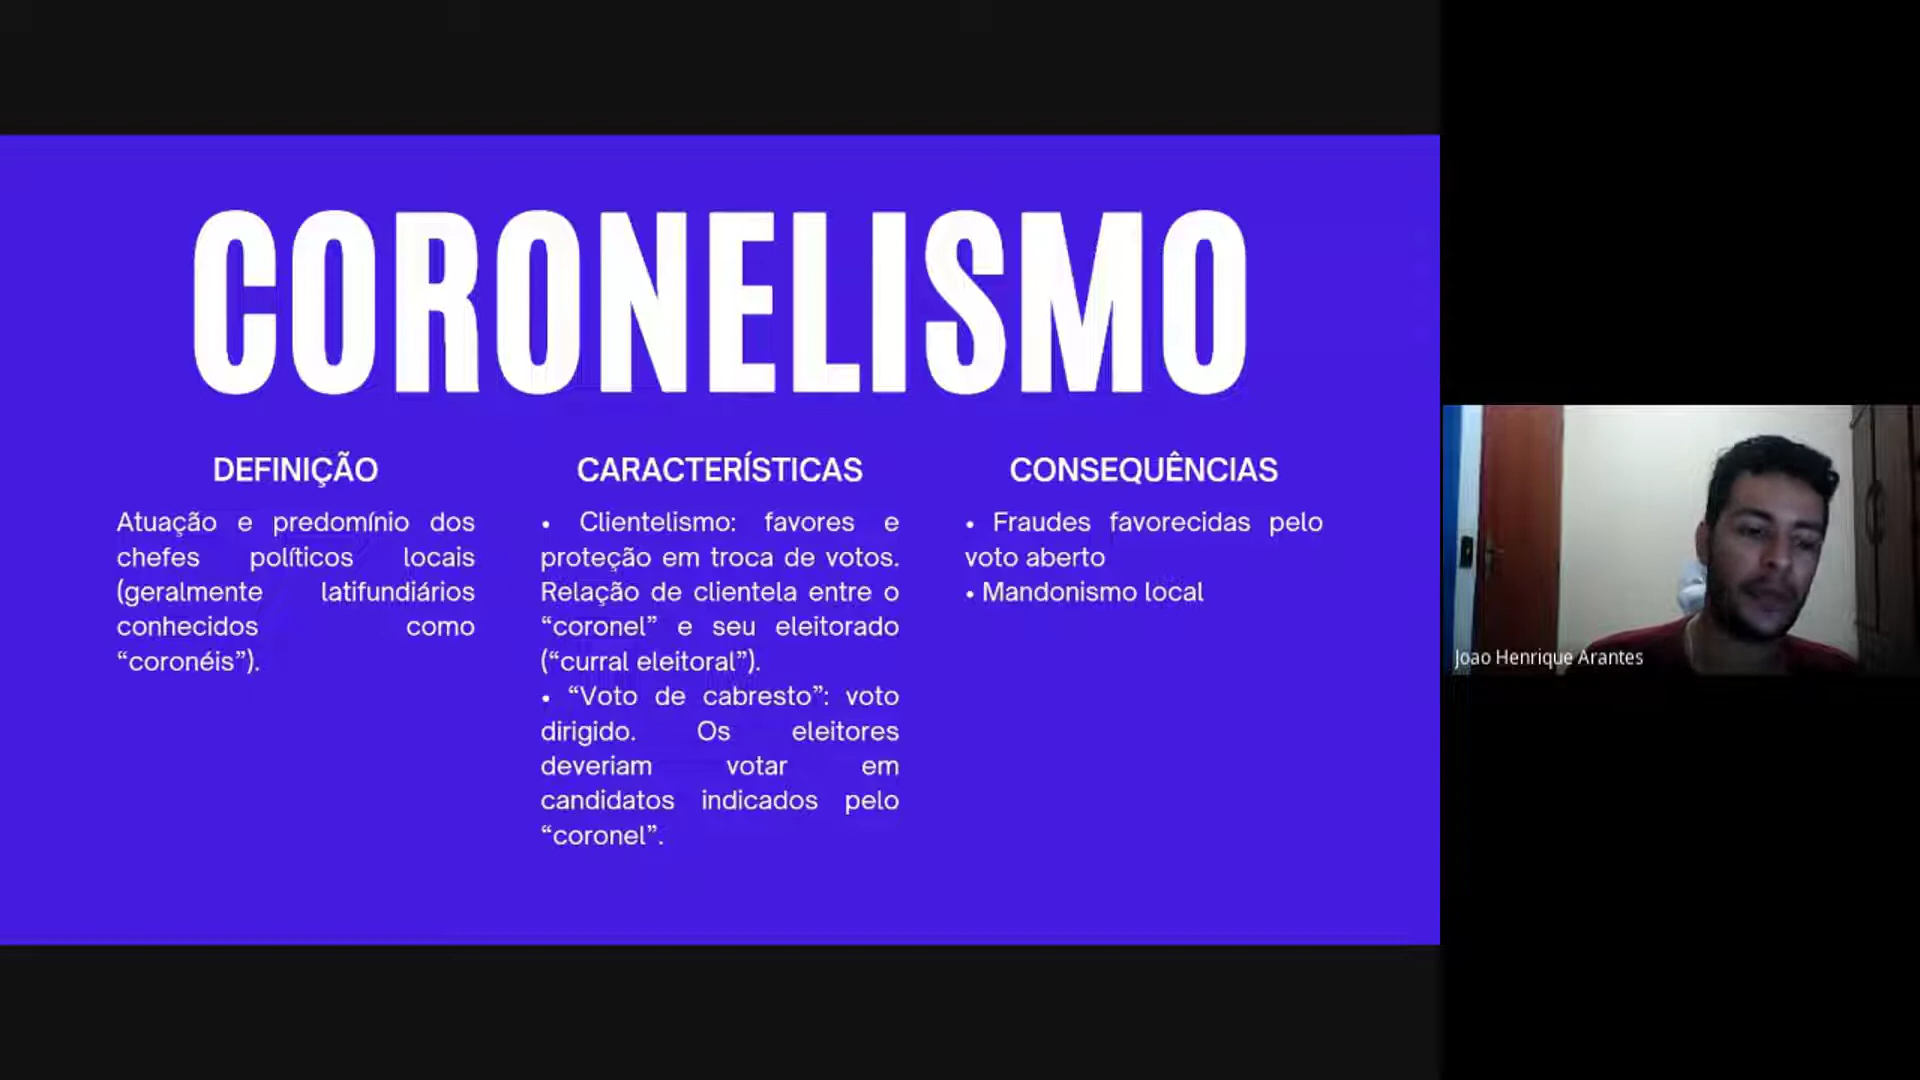 CORONELISMO
DEFINIÇÃO
Atuação e predomínio dos
chefes políticos locais
(geralmente latifundiários
conhecidos como
“coronéis”).
CARACTERÍSTICAS
• Clientelismo: favores e
proteção em troca de votos.
Relação de clientela entre o
“coronel” e seu eleitorado
(“curral eleitoral”).
• “Voto de cabresto”: voto
dirigido. Os eleitores
deveriam votar em
candidatos indicados pelo
“coronel”.
CONSEQUÊNCIAS
• Fraudes favorecidas pelo
voto aberto
• Mandonismo local
Joao Henrique Arantes